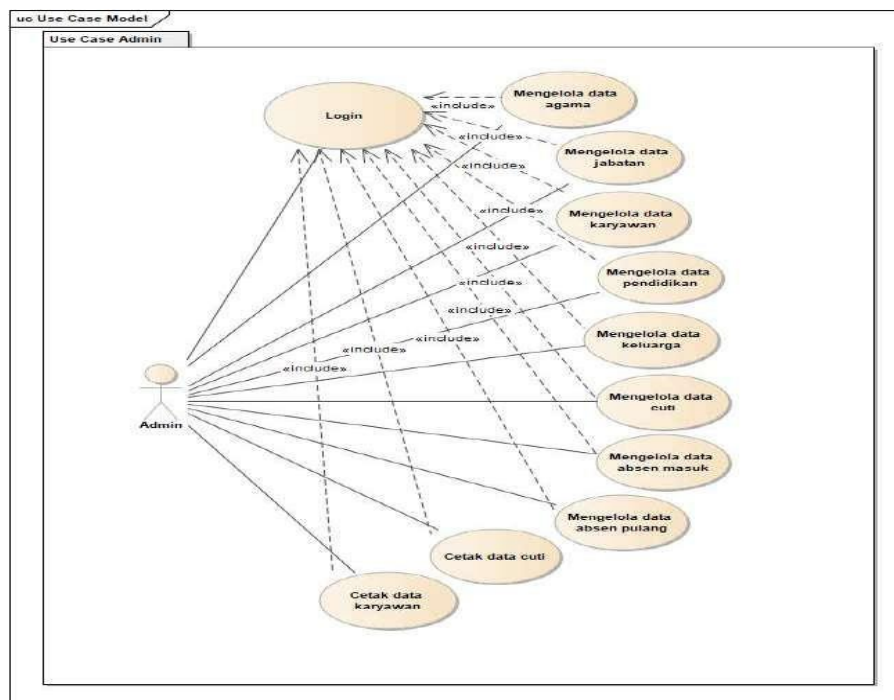 uc Use Case Model
Use Case Admin
Login
«include»
Mengelola data
agama
«include»
Mengelola data
jabatan
«include»
Mengelola data
karyawan
«include»
«include»
Mengelola data
pendidikan
«include»
«include»
Mengelola data
keluarga
«include»
«include»
Mengelola data
cuti
Admin
Mengelola data
absen masuk
Mengelola data
absen pulang
Cetak data cuti
Cetak data
karyawan